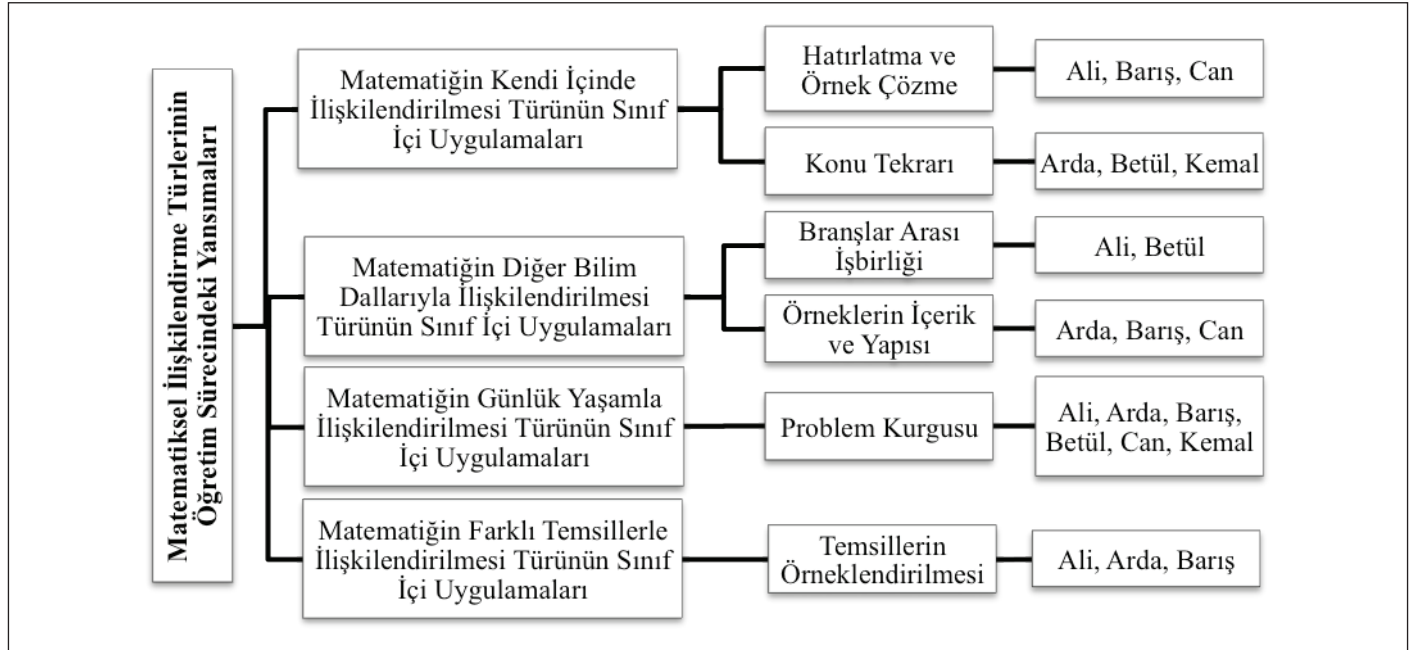 Matematiksel İlişkilendirme Türlerinin
Öğretim Sürecindeki Yansımaları
Matematiğin Kendi İçinde
İlişkilendirilmesi Türünün Sınıf
İçi Uygulamaları
Hatırlatma ve
Örnek Çözme
Ali, Barış, Can
Konu Tekrarı
Arda, Betül, Kemal
Matematiğin Diğer Bilim
Dallarıyla İlişkilendirilmesi
Türünün Sınıf İçi Uygulamaları
Branşlar Arası
İşbirliği
Ali, Betül
Örneklerin İçerik
ve Yapısı
Arda, Barış, Can
Matematiğin Günlük Yaşamla
İlişkilendirilmesi Türünün Sınıf
İçi Uygulamaları
Problem Kurgusu
Ali, Arda, Barış,
Betül, Can, Kemal
Matematiğin Farklı Temsillerle
İlişkilendirilmesi Türünün Sınıf
İçi Uygulamaları
Temsillerin
Örneklendirilmesi
Ali, Arda, Barış